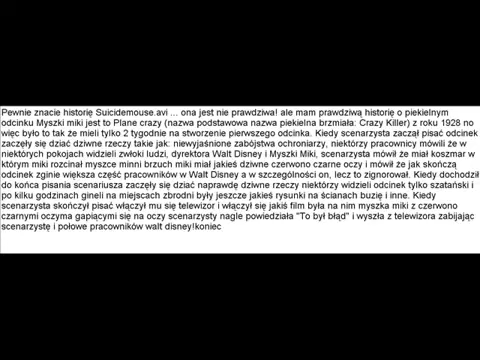 Pewnie znacie historię Suicidemouse.avi ... ona jest nie prawdziwa! ale mam prawdziwą historię o piekielnym
odcinku Myszki miki jest to Plane crazy (nazwa podstawowa nazwa piekielna brzmiała: Crazy Killer) z roku 1928 no
więc było to tak że mieli tylko 2 tygodnie na stworzenie pierwszego odcinka. Kiedy scenarzysta zaczął pisać odcinek
zaczęły się dziać dziwne rzeczy takie jak: niewyjaśnione zabójstwa ochroniarzy, niektórzy pracownicy mówili że w
niektórych pokojach widzieli zwłoki ludzi, dyrektora Walt Disney i Myszki Miki, scenarzysta mówił że miał koszmar w
którym miki rozcinał myszce minni brzuch miki miał jakieś dziwne czerwono czarne oczy i mówił że jak skończą
odcinek zginie większa część pracowników w Walt Disney a w szczególności on, lecz to zignorował. Kiedy dochodził
do końca pisania scenariusza zaczęły się dziać naprawdę dziwne rzeczy niektórzy widzieli odcinek tylko szatański i
po kilku godzinach gineli na miejscach zbrodni były jeszcze jakieś rysunki na ścianach buzię i inne. Kiedy
scenarzysta skończył pisać włączył mu się telewizor i włączył się jakiś film była na nim myszka miki z czerwono
czarnymi oczyma gapiącymi się na oczy scenarzysty nagle powiedziała "To był błąd" i wyszła z telewizora zabijając
scenarzystę i połowe pracowników walt disney!koniec